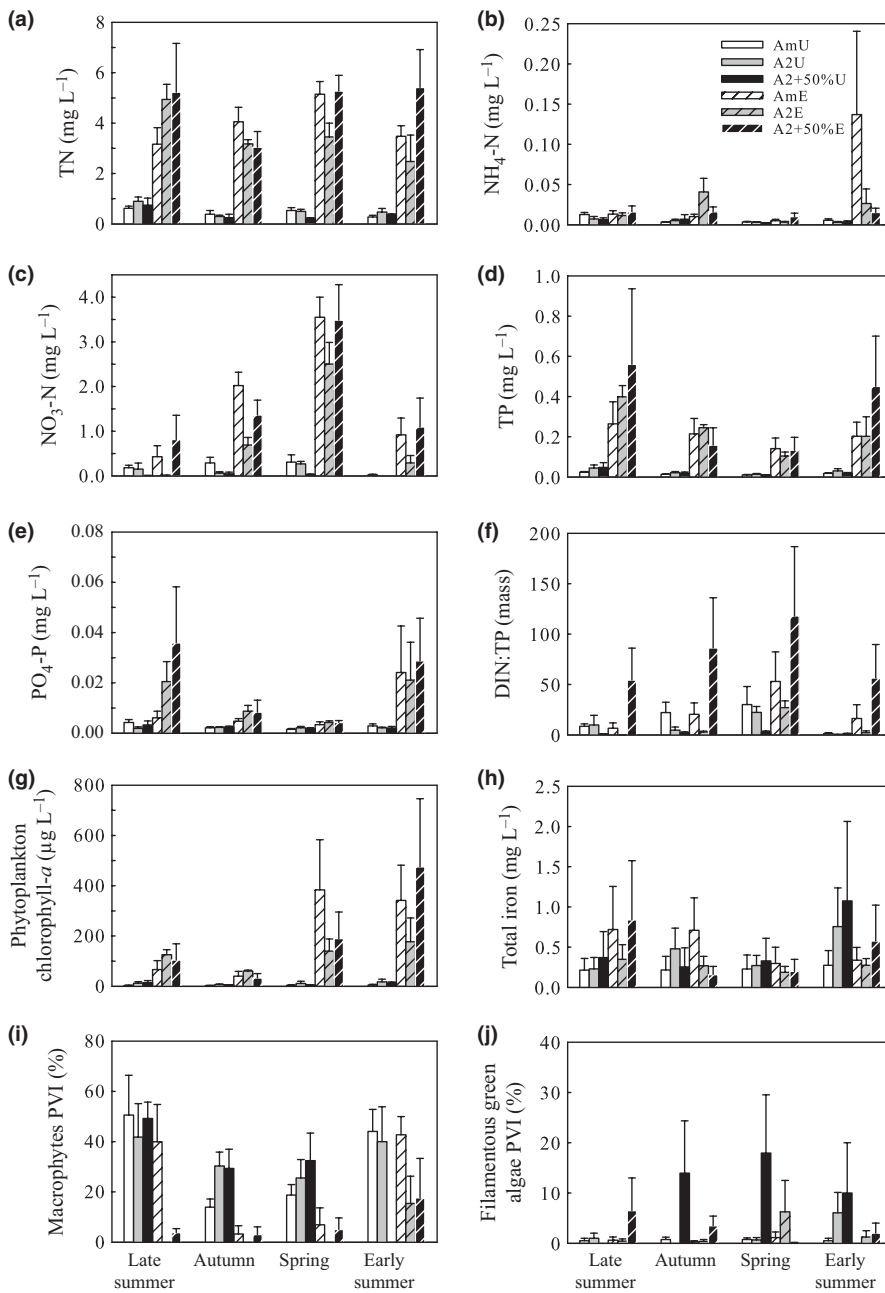 (a)
TN (mg L⁻¹)
8
6
4
2
0
(b)
NH₄-N (mg L⁻¹)
0.25
0.20
0.15
0.10
0.05
0.00
AmU
A2U
A2+50%U
AmE
A2E
A2+50%E
(c)
NO₃-N (mg L⁻¹)
4.0
3.0
2.0
1.0
0.0
(d)
TP (mg L⁻¹)
1.0
0.8
0.6
0.4
0.2
0.0
(e)
PO₄-P (mg L⁻¹)
0.08
0.06
0.04
0.02
0.00
(f)
DIN:TP (mass)
200
150
100
50
0
(g)
Phytoplankton
chlorophyll-a (µg L⁻¹)
800
600
400
200
0
(h)
Total iron (mg L⁻¹)
2.5
2.0
1.5
1.0
0.5
0.0
(i)
Macrophytes PVI (%)
80
60
40
20
0
Late summer
Autumn
Spring
Early summer
(j)
Filamentous green
algae PVI (%)
40
30
20
10
0
Late summer
Autumn
Spring
Early summer